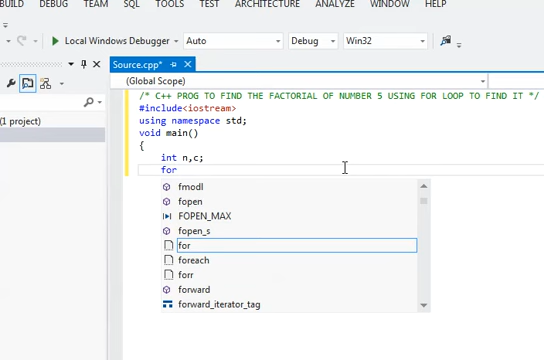 BUILD DEBUG TEAM SQL TOOLS TEST ARCHITECTURE ANALYZE WINDOW HELP
Local Windows Debugger Auto Debug Win32
Source.cpp*
(Global Scope)
(1 project)
/* C++ PROG TO FIND THE FACTORIAL OF NUMBER 5 USING FOR LOOP TO FIND IT */
#include<iostream>
using namespace std;
void main()
{
int n,c;
for
fmodl
fopen
FOPEN_MAX
fopen_s
for
foreach
forr
forward
forward_iterator_tag